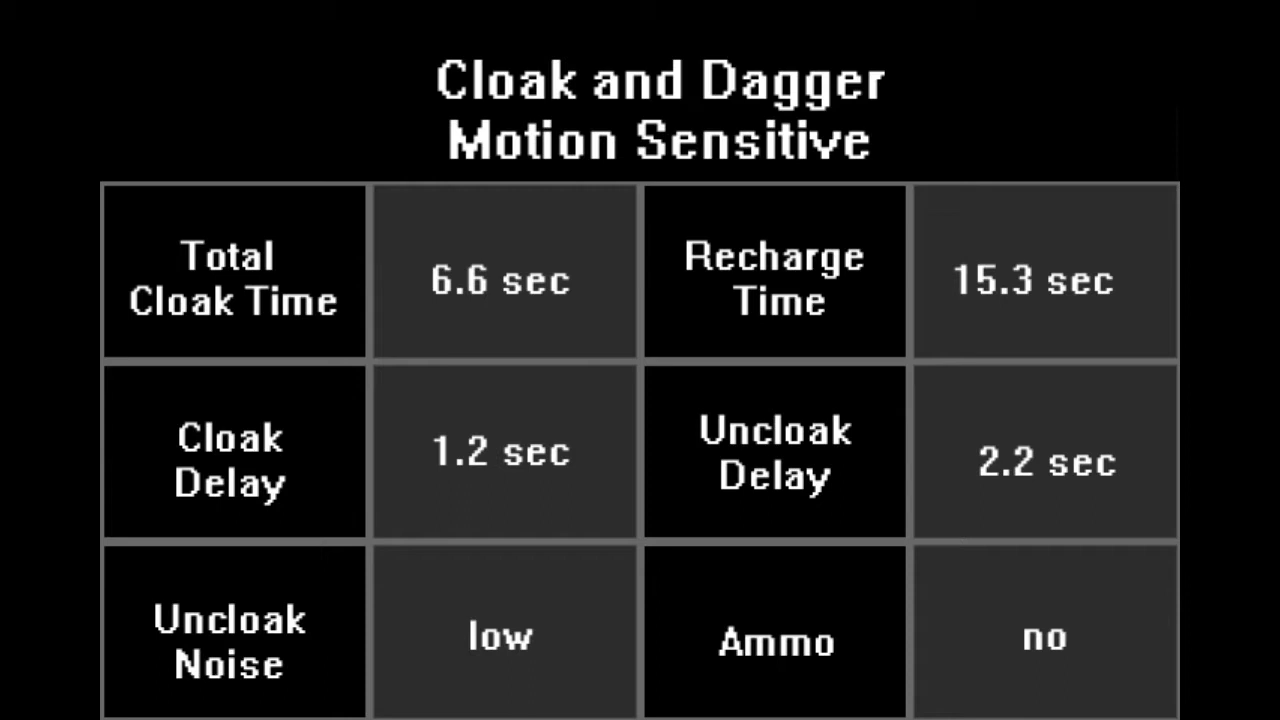 Cloak and Dagger
Motion Sensitive
Total
Cloak Time
6.6 sec
Recharge
Time
15.3 sec
Cloak
Delay
1.2 sec
Uncloak
Delay
2.2 sec
Uncloak
Noise
low
Ammo
no